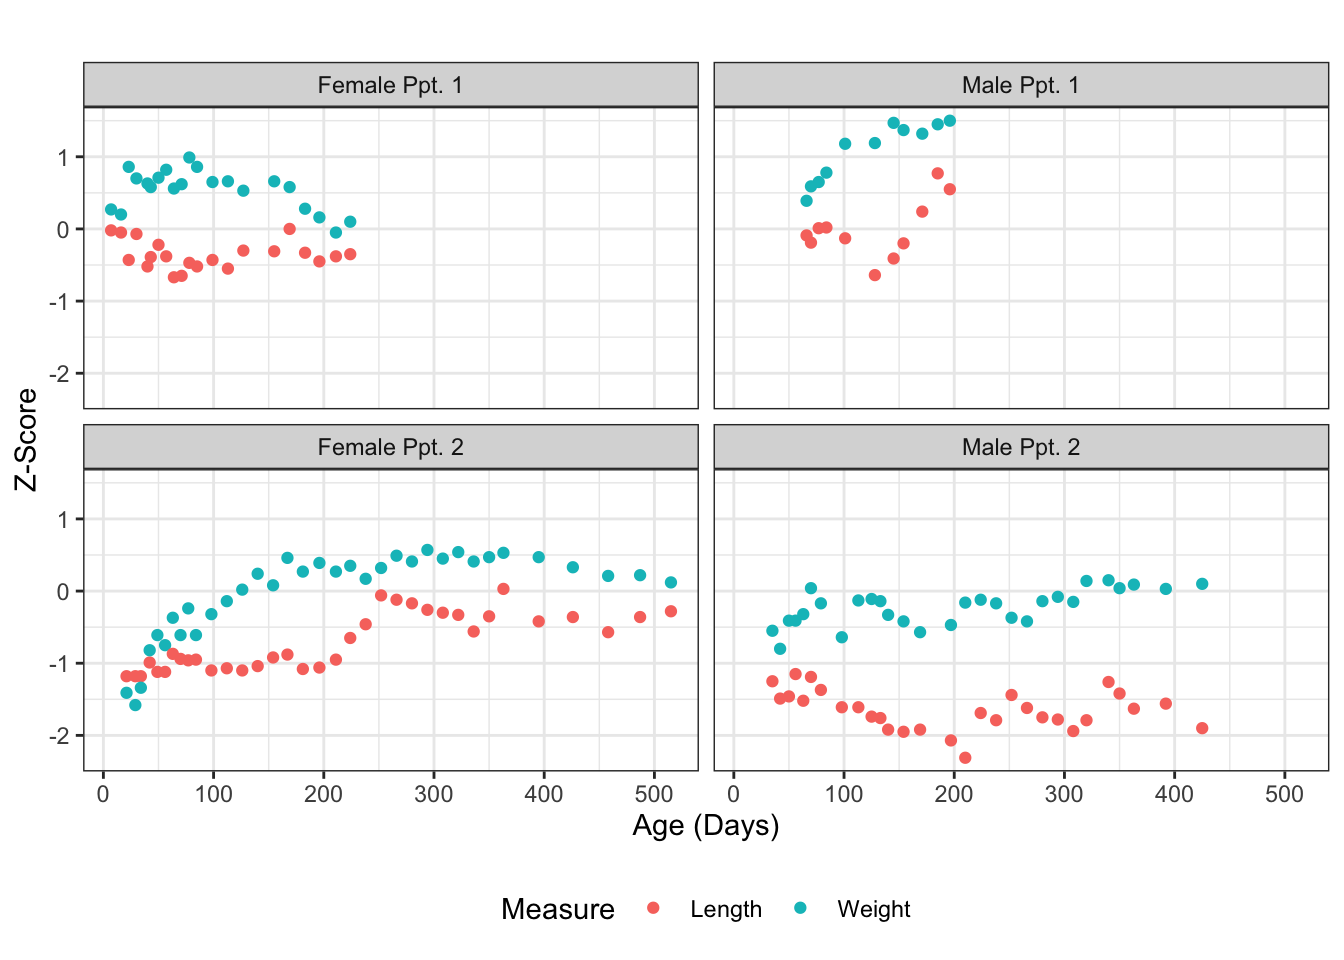 Female Ppt. 1
Male Ppt. 1
1
0
-1
-2
Z-Score
Female Ppt. 2
Male Ppt. 2
1
0
-1
-2
0 100 200 300 400 500
0 100 200 300 400 500
Age (Days)
Measure Length Weight